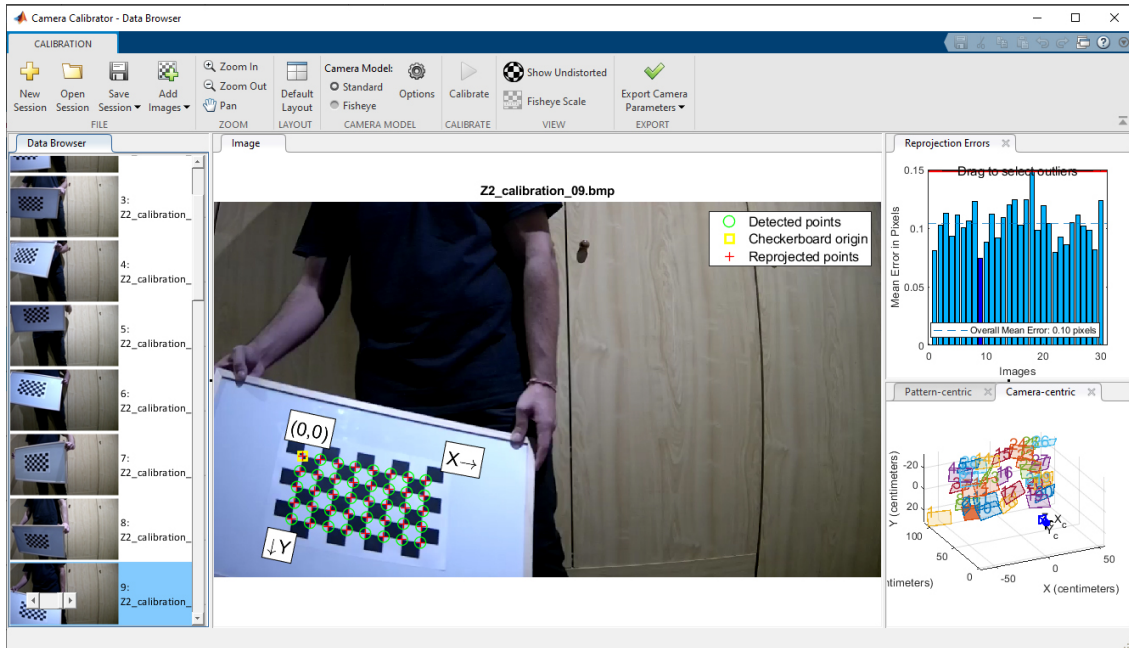 Camera Calibrator - Data Browser
CALIBRATION
New Session
Open Session
Save Session
Add Images
FILE
Zoom In
Zoom Out
Pan
ZOOM
Default Layout
LAYOUT
Camera Model:
Standard
Fisheye
Options
CAMERA MODEL
Calibrate
CALIBRATE
Show Undistorted
Fisheye Scale
VIEW
Export Camera Parameters
EXPORT
Data Browser
3:
Z2_calibration_
4:
Z2_calibration_
5:
Z2_calibration_
6:
Z2_calibration_
7:
Z2_calibration_
8:
Z2_calibration_
9:
Z2_calibration_
Image
Z2_calibration_09.bmp
Detected points
Checkerboard origin
Reprojected points
(0,0)
X→
↓Y
Reprojection Errors
Drag to select outliers
Mean Error in Pixels
0.15
0.1
0.05
0
Overall Mean Error: 0.10 pixels
0 10 20 30
Images
Pattern-centric
Camera-centric
Y (centimeters)
-20
0
20
100
50
0
timeters)
-50
0
50
X (centimeters)
X c
Y c